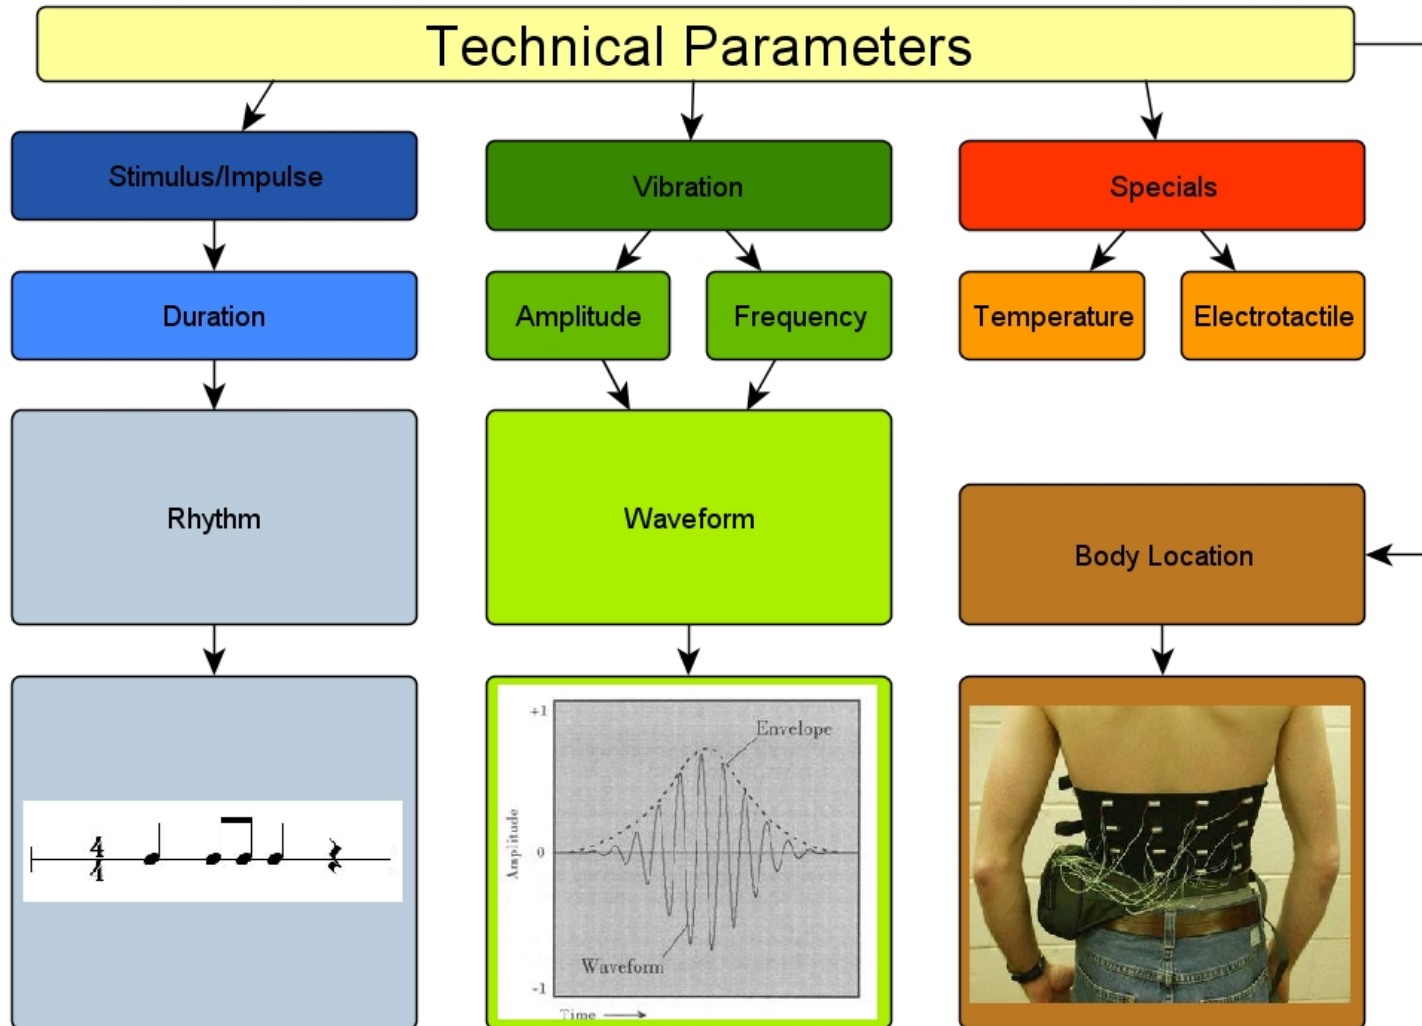 Technical Parameters
Stimulus/Impulse
Vibration
Specials
Duration
Amplitude
Frequency
Temperature
Electrotactile
Rhythm
Waveform
Body Location
4
4
+1
Envelope
Amplitude
0
Waveform
-1
Time